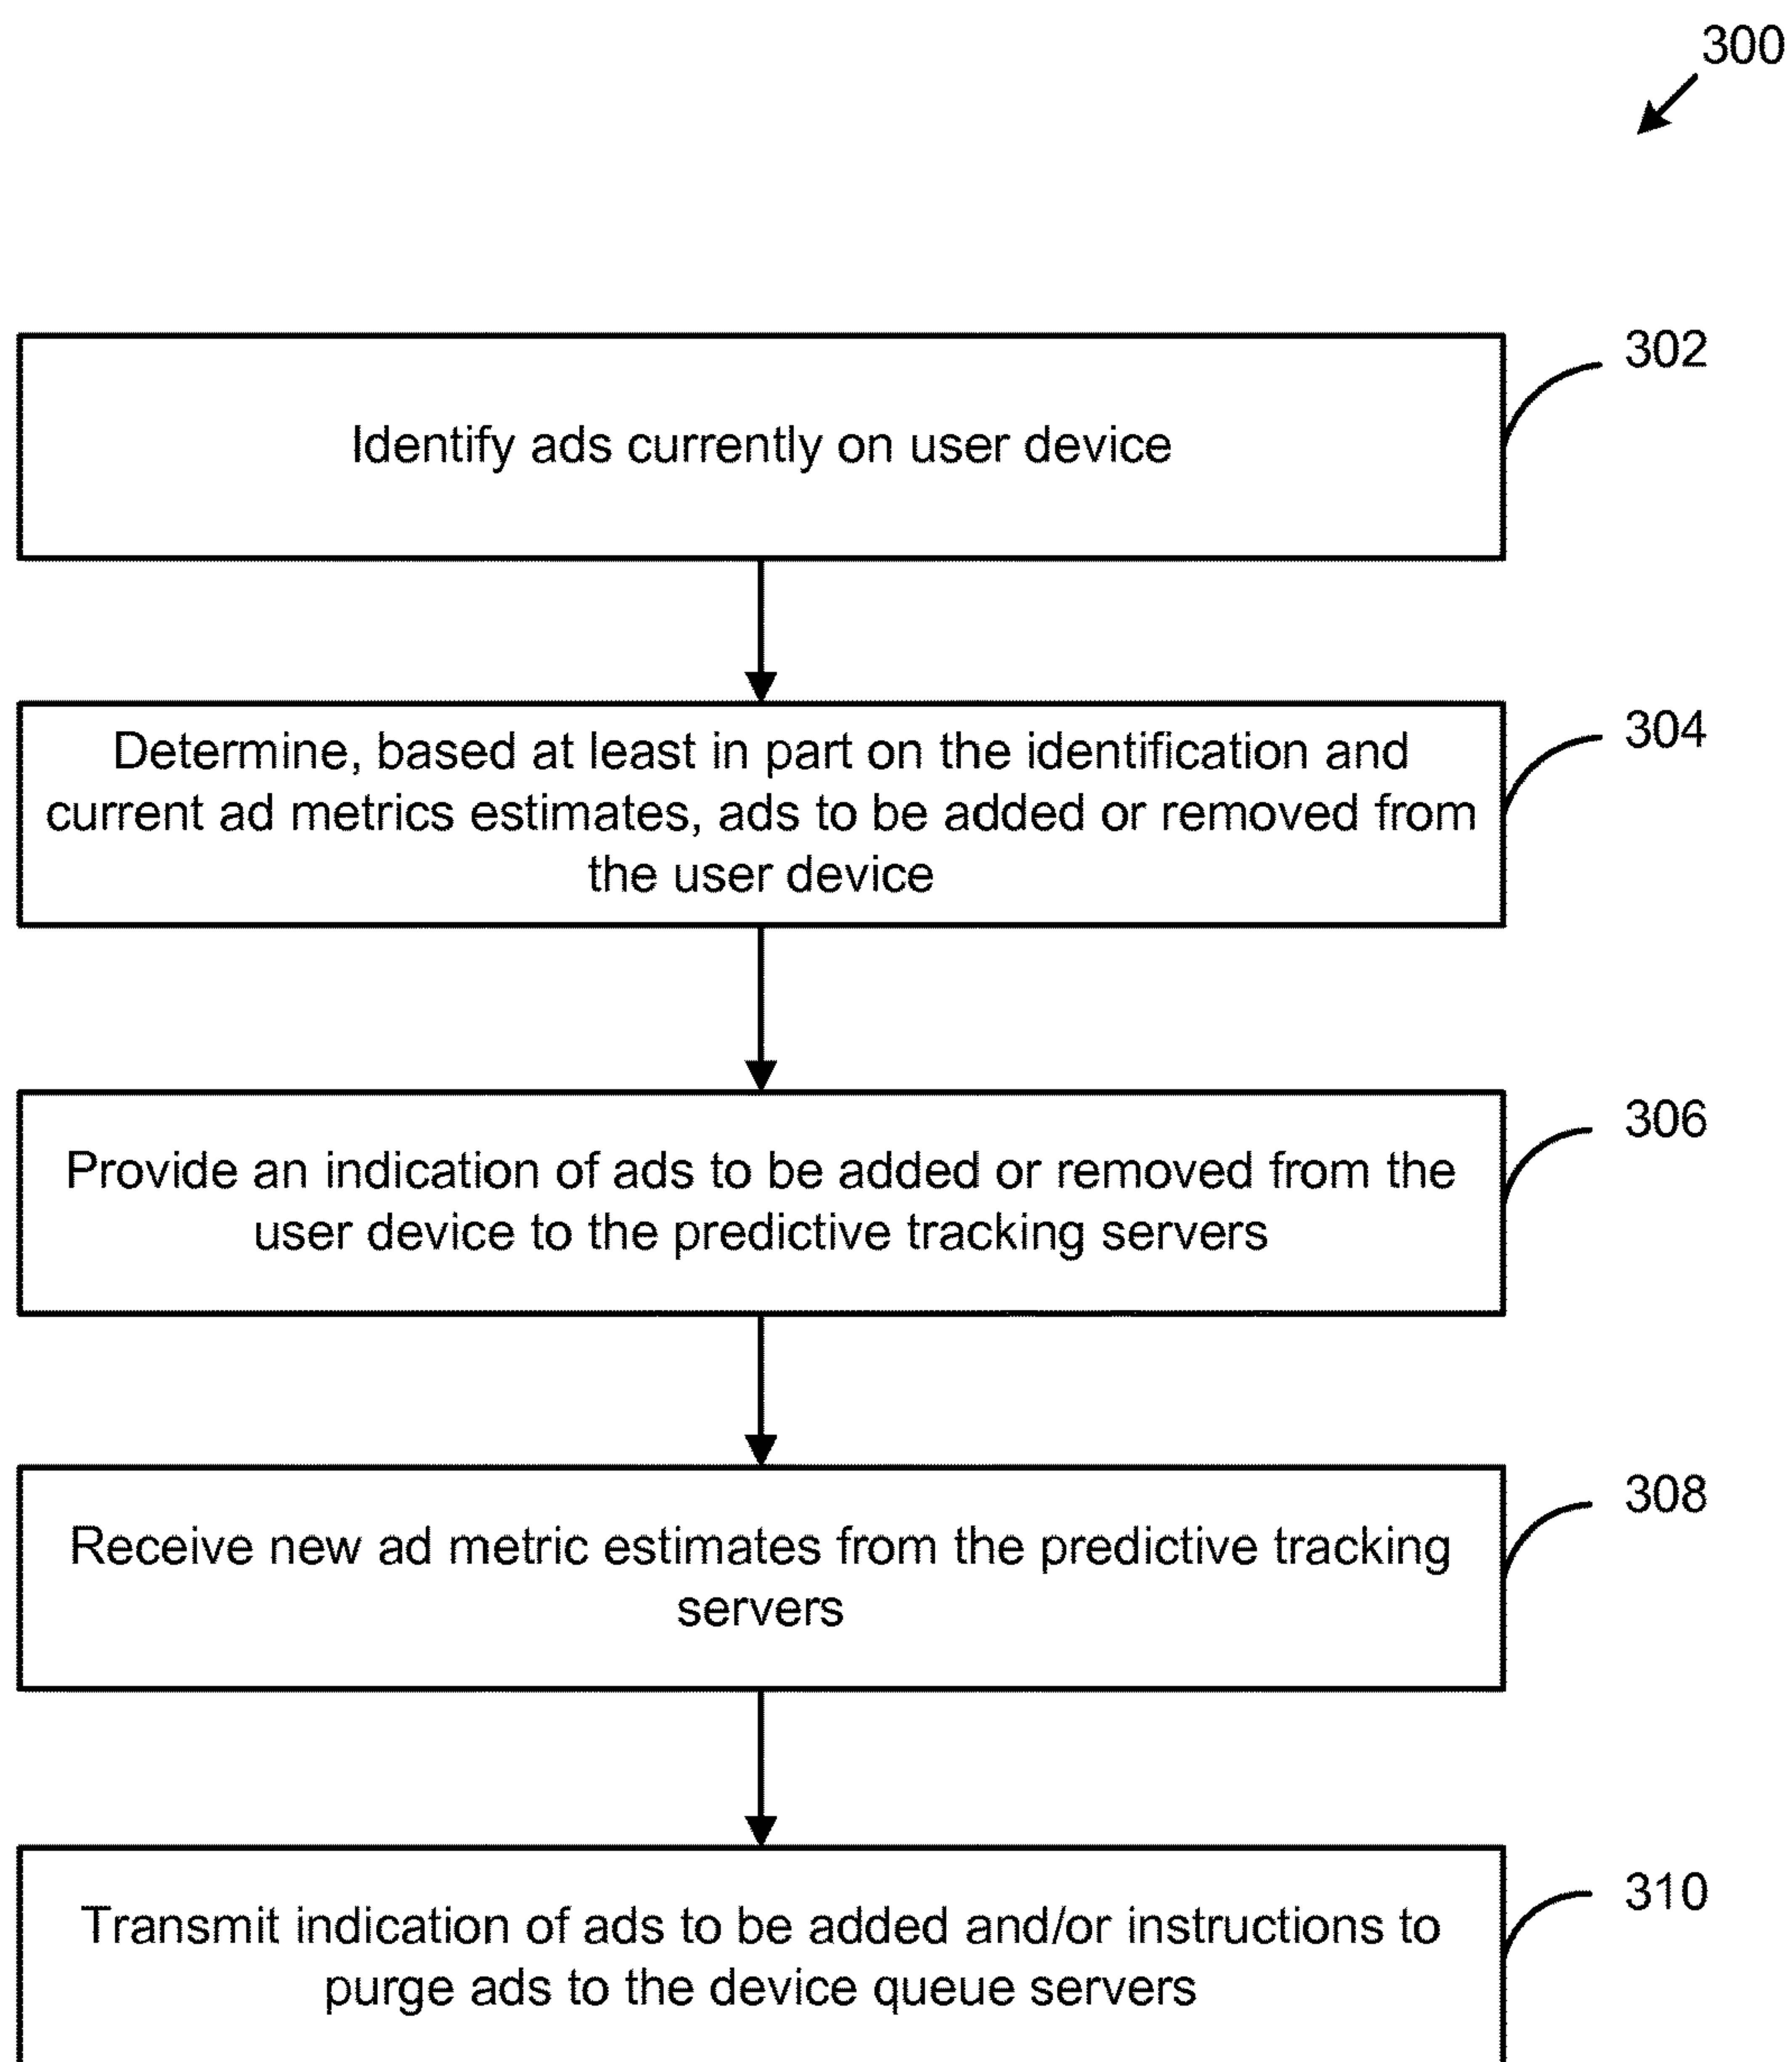 300
302
Identify ads currently on user device
304
Determine, based at least in part on the identification and
current ad metrics estimates, ads to be added or removed from
the user device
306
Provide an indication of ads to be added or removed from the
user device to the predictive tracking servers
308
Receive new ad metric estimates from the predictive tracking
servers
310
Transmit indication of ads to be added and/or instructions to
purge ads to the device queue servers